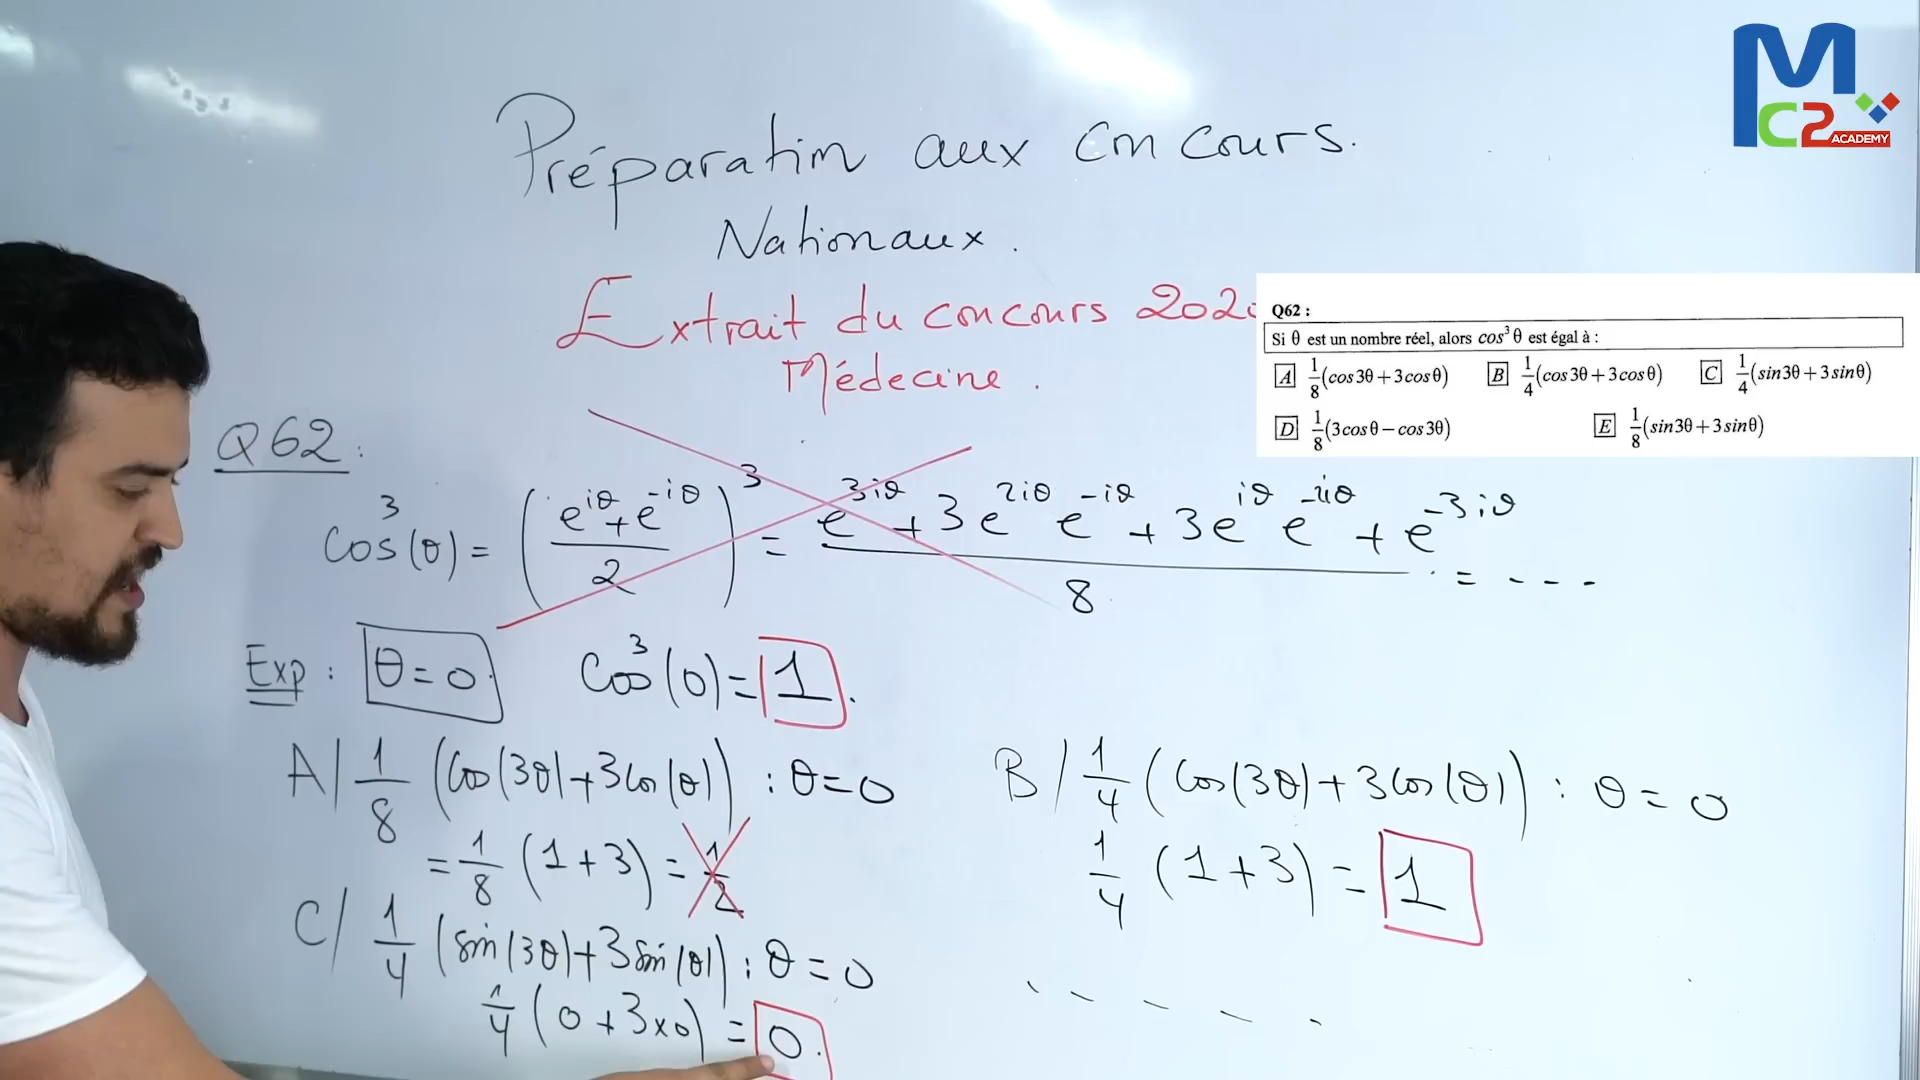 MC2 ACADEMY
Préparation aux concours.
Nationaux.
Extrait du concours 202
Médecine.
Q62 :
Si θ est un nombre réel, alors cos³ θ est égal à :
A 1/8(cos3θ+3cosθ) B 1/4(cos3θ+3cosθ) C 1/4(sin3θ+3sinθ)
D 1/8(3cosθ−cos3θ) E 1/8(sin3θ+3sinθ)
Q62:
cos³(θ) = ((e^{iθ}+e^{-iθ})/2)³ = (e^{3iθ}+3e^{2iθ}e^{-iθ}+3e^{iθ}e^{-2iθ}+e^{-3iθ})/8 = ---
Exp : θ=0. cos³(0)=1.
A/ 1/8 (cos(3θ)+3cos(θ)) : θ=0
= 1/8 (1+3) = 1/2
B/ 1/4 (cos(3θ)+3cos(θ)) : θ=0
1/4 (1+3) = 1
C/ 1/4 (sin(3θ)+3sin(θ)) : θ=0
1/4 (0+3×0) = 0.
- - - - -